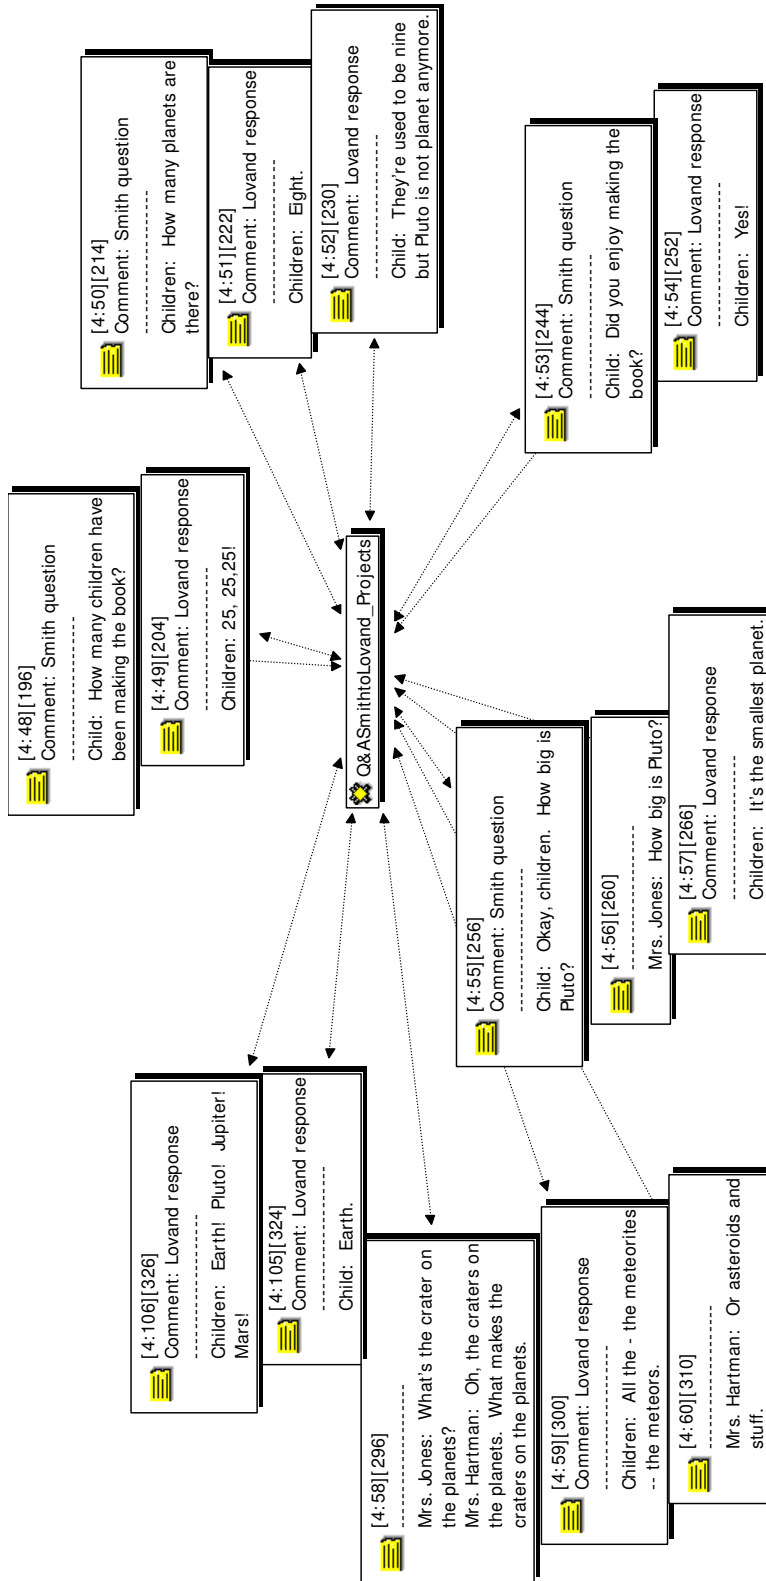 [4:106][326]
Comment: Lovand response
--------------------
Children: Earth! Pluto! Jupiter!
Mars!
[4:105][324]
Comment: Lovand response
--------------------
Child: Earth.
[4:58][296]
--------------------
Mrs. Jones: What's the crater on
the planets?
Mrs. Hartman: Oh, the craters on
the planets. What makes the
craters on the planets.
[4:59][300]
Comment: Lovand response
--------------------
Children: All the - the meteorites
-- the meteors.
[4:60][310]
--------------------
Mrs. Hartman: Or asteroids and
stuff.
[4:48][196]
Comment: Smith question
--------------------
Child: How many children have
been making the book?
[4:49][204]
Comment: Lovand response
--------------------
Children: 25, 25,25!
Q&ASmithtoLovand_Projects
[4:55][256]
Comment: Smith question
--------------------
Child: Okay, children. How big is
Pluto?
[4:56][260]
--------------------
Mrs. Jones: How big is Pluto?
[4:57][266]
Comment: Lovand response
--------------------
Children: It's the smallest planet.
[4:50][214]
Comment: Smith question
--------------------
Children: How many planets are
there?
[4:51][222]
Comment: Lovand response
--------------------
Children: Eight.
[4:52][230]
Comment: Lovand response
--------------------
Child: They're used to be nine
but Pluto is not planet anymore.
[4:53][244]
Comment: Smith question
--------------------
Child: Did you enjoy making the
book?
[4:54][252]
Comment: Lovand response
--------------------
Children: Yes!